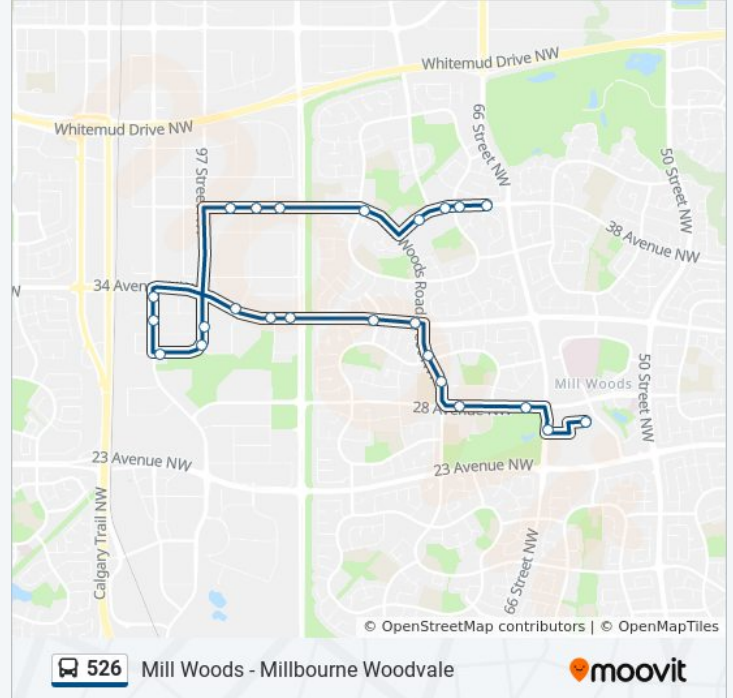 Whitemud Drive NW
Whitemud Drive NW
66 Street NW
97 Street
50 Street NW
38 Avenue NW
34 Aven
Noods Road
Mill Woods
50 Street NW
28 Avenue NW
23 Avenue NW
23 Avenue NW
Calgary Trail NW
66 Street NW
© OpenStreetMap contributors | © OpenMapTiles
526 Mill Woods - Millbourne Woodvale
moovit